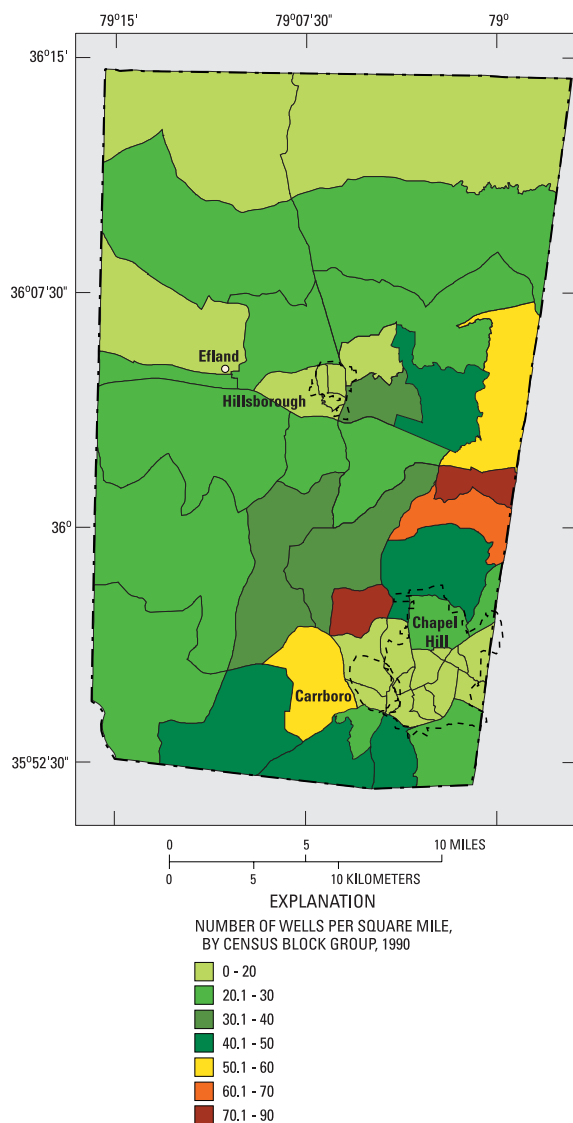 79°15'
79°07'30"
79°
36°15'
36°07'30"
Efland
Hillsborough
36°
Chapel
Hill
Carrboro
35°52'30"
0 5 10 MILES
0 5 10 KILOMETERS
EXPLANATION
NUMBER OF WELLS PER SQUARE MILE,
BY CENSUS BLOCK GROUP, 1990
0 - 20
20.1 - 30
30.1 - 40
40.1 - 50
50.1 - 60
60.1 - 70
70.1 - 90